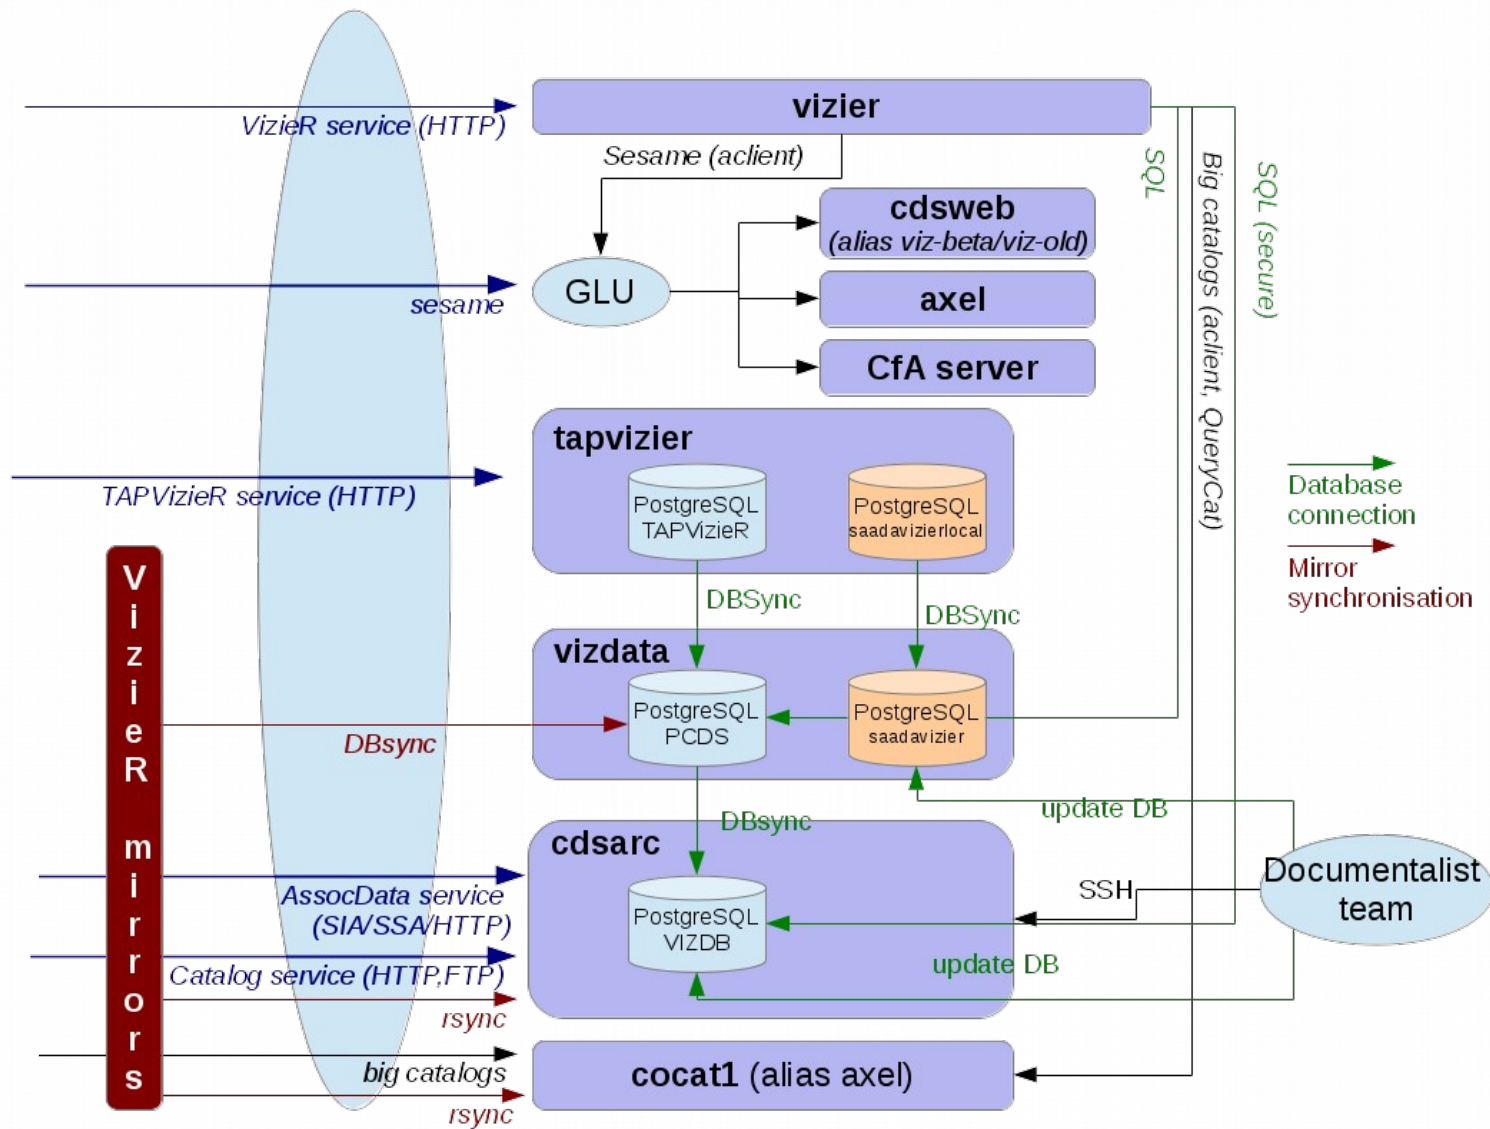 vizier
VizieR service (HTTP)
Sesame (aclient)
SQL
Big catalogs (aclient, QueryCat)
SQL (secure)
cdsweb
(alias viz-beta/viz-old)
sesame
GLU
axel
CfA server
tapvizier
TAPVizieR service (HTTP)
PostgreSQL
TAPVizieR
PostgreSQL
saadavizierlocal
Database
connection
Mirror
synchronisation
DBSync
DBSync
VizieR mirrors
vizdata
PostgreSQL
PCDS
PostgreSQL
saadavizier
DBsync
update DB
DBsync
cdsarc
Documentalist
team
SSH
AssocData service
(SIA/SSA/HTTP)
PostgreSQL
VIZDB
update DB
Catalog service (HTTP,FTP)
rsync
big catalogs
cocat1 (alias axel)
rsync